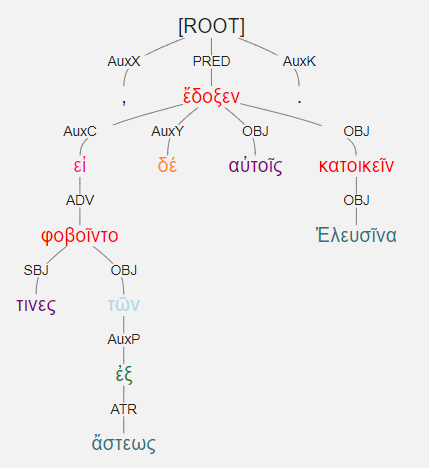 [ROOT]
AuxX PRED AuxK
, ἔδοξεν .
AuxC AuxY OBJ OBJ
εἰ δέ αὐτοῖς κατοικεῖν
ADV OBJ
φοβοῖντο Ἐλευσῖνα
SBJ OBJ
τινες τῶν
AuxP
ἐξ
ATR
ἄστεως